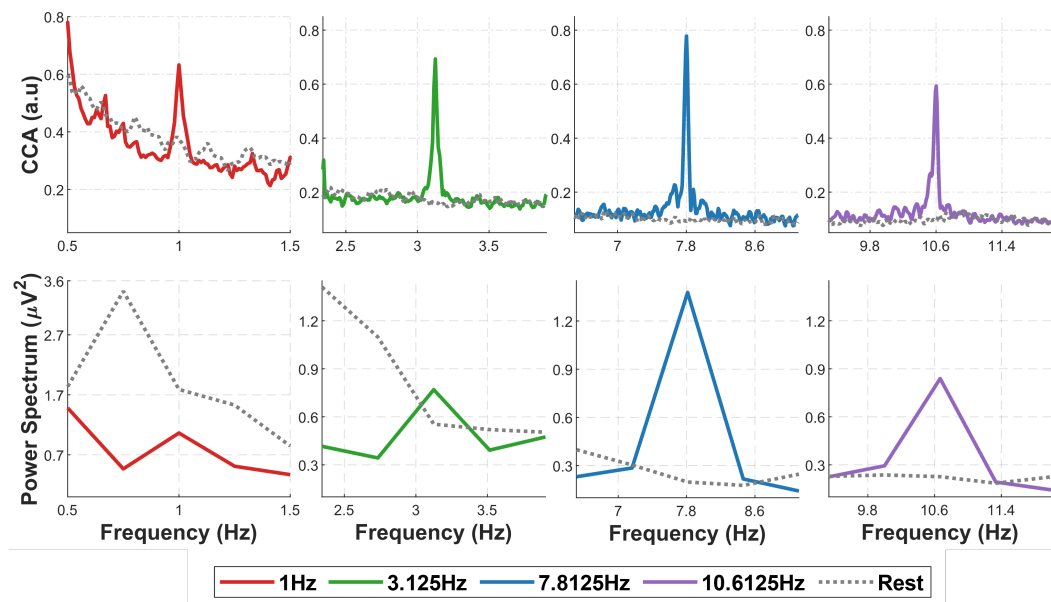 CCA (a.u)
0.8
0.6
0.4
0.2
0.5 1 1.5
0.8
0.6
0.4
0.2
2.5 3 3.5
0.8
0.6
0.4
0.2
7 7.8 8.6
0.8
0.6
0.4
0.2
9.8 10.6 11.4
Power Spectrum (μV²)
3.6
2.7
1.7
0.7
0.5 1 1.5
Frequency (Hz)
1.2
0.9
0.6
0.3
2.5 3 3.5
Frequency (Hz)
1.2
0.9
0.6
0.3
7 7.8 8.6
Frequency (Hz)
1.2
0.9
0.6
0.3
9.8 10.6 11.4
Frequency (Hz)
1Hz 3.125Hz 7.8125Hz 10.6125Hz Rest